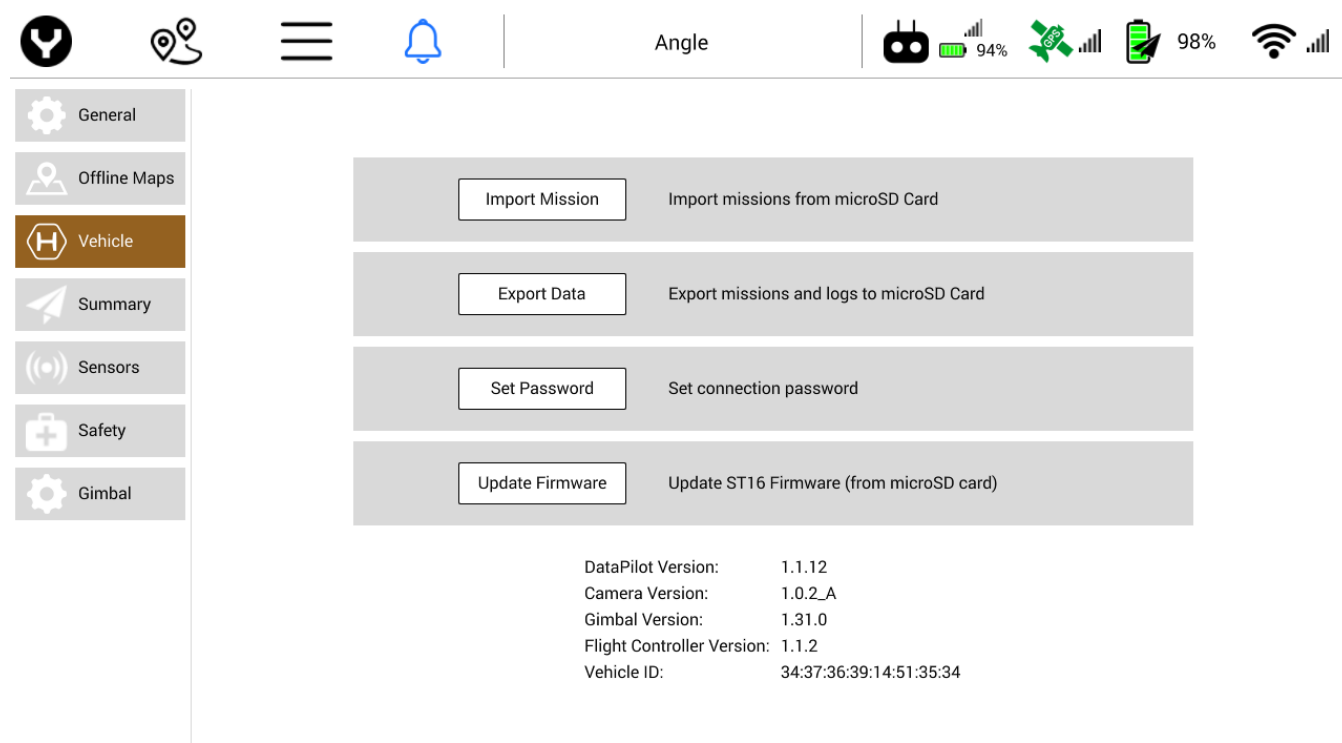 Angle
94%
GPS
98%
General
Offline Maps
Vehicle
Summary
Sensors
Safety
Gimbal
Import Mission Import missions from microSD Card
Export Data Export missions and logs to microSD Card
Set Password Set connection password
Update Firmware Update ST16 Firmware (from microSD card)
DataPilot Version: 1.1.12
Camera Version: 1.0.2_A
Gimbal Version: 1.31.0
Flight Controller Version: 1.1.2
Vehicle ID: 34:37:36:39:14:51:35:34